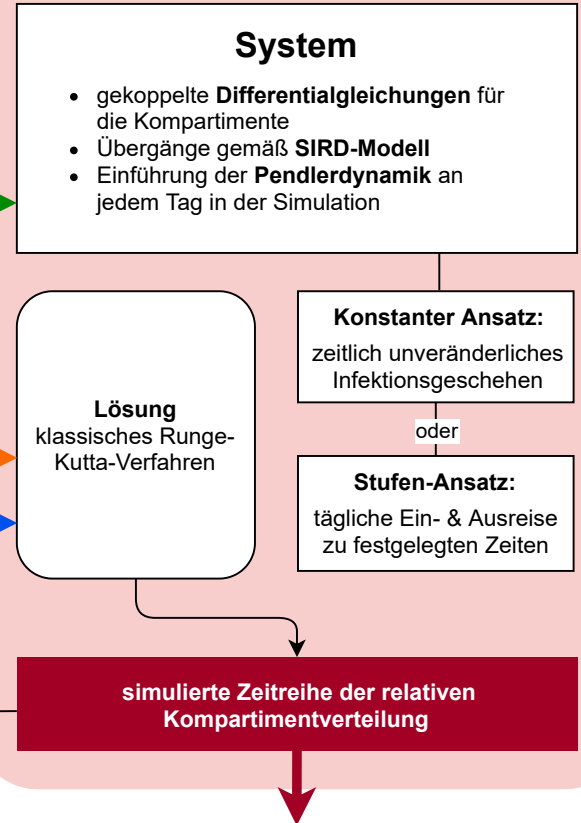 System
• gekoppelte Differentialgleichungen für
die Kompartimente
• Übergänge gemäß SIRD-Modell
• Einführung der Pendlerdynamik an
jedem Tag in der Simulation
Konstanter Ansatz:
zeitlich unveränderliches
Infektionsgeschehen
oder
Stufen-Ansatz:
tägliche Ein- & Ausreise
zu festgelegten Zeiten
Lösung
klassisches Runge-
Kutta-Verfahren
simulierte Zeitreihe der relativen
Kompartimentverteilung